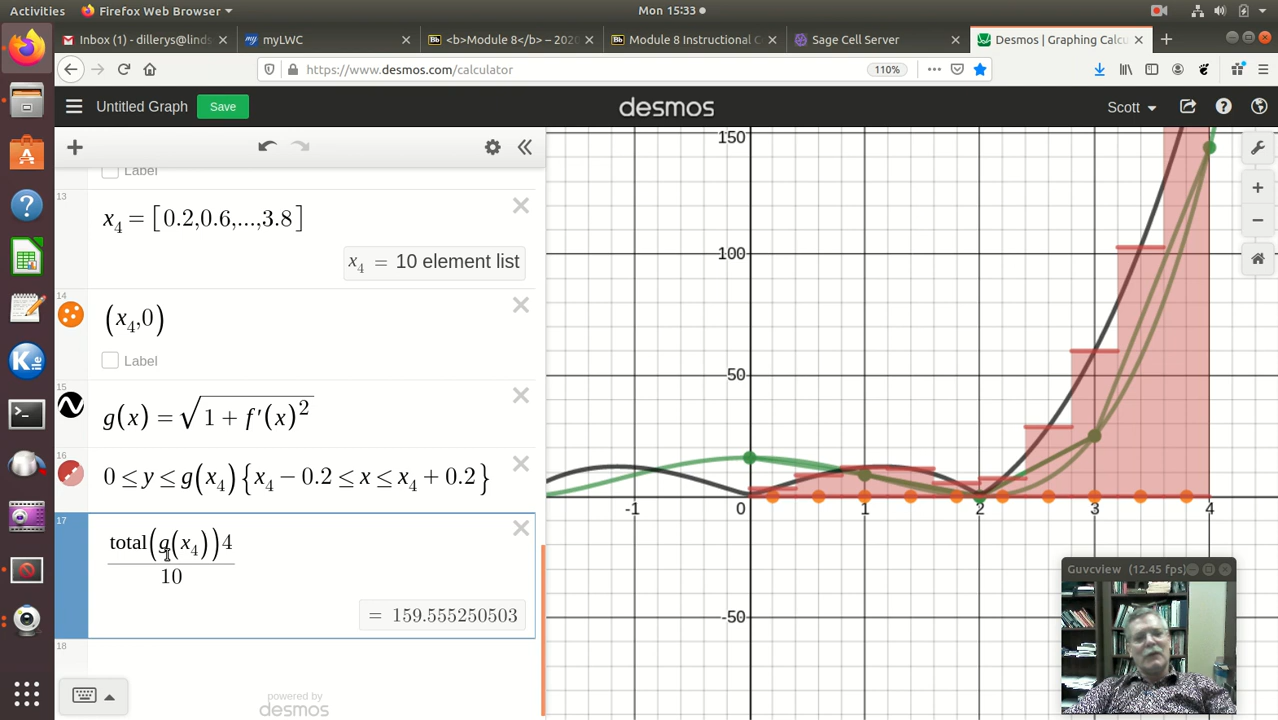 Activities Firefox Web Browser Mon 15:33
Inbox (1) - dillerys@linds × myLWC × <b>Module 8</b> – 202 × Module 8 Instructional C × Sage Cell Server × Desmos | Graphing Calcu × +
https://www.desmos.com/calculator 110%
Untitled Graph Save desmos Scott
Label
13
x₄ = [0.2,0.6,...,3.8]
x₄ = 10 element list
14
(x₄,0)
Label
15
g(x) = √(1 + f'(x)²)
16
0 ≤ y ≤ g(x₄){x₄ − 0.2 ≤ x ≤ x₄ + 0.2}
17
total(g(x₄))4
10
= 159.555250503
18
powered by
desmos
150
100
50
-1 0 1 2 3 4
-50
Guvcview (12.45 fps)